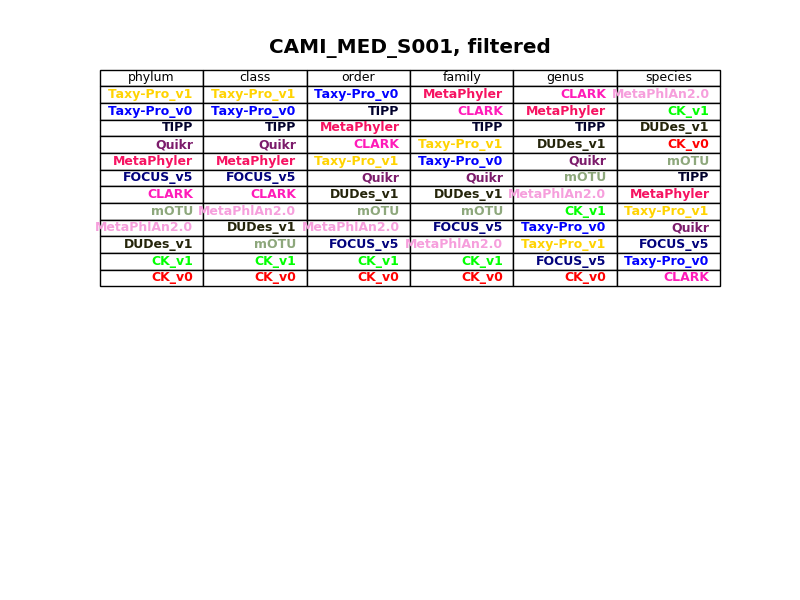 CAMI_MED_S001, filtered
phylum class order family genus species
Taxy-Pro_v1 Taxy-Pro_v1 Taxy-Pro_v0 MetaPhyler CLARK MetaPhlAn2.0
Taxy-Pro_v0 Taxy-Pro_v0 TIPP CLARK MetaPhyler CK_v1
TIPP TIPP MetaPhyler TIPP TIPP DUDes_v1
Quikr Quikr CLARK Taxy-Pro_v1 DUDes_v1 CK_v0
MetaPhyler MetaPhyler Taxy-Pro_v1 Taxy-Pro_v0 Quikr mOTU
FOCUS_v5 FOCUS_v5 Quikr Quikr mOTU TIPP
CLARK CLARK DUDes_v1 DUDes_v1 MetaPhlAn2.0 MetaPhyler
mOTU MetaPhlAn2.0 mOTU mOTU CK_v1 Taxy-Pro_v1
MetaPhlAn2.0 DUDes_v1 MetaPhlAn2.0 FOCUS_v5 Taxy-Pro_v0 Quikr
DUDes_v1 mOTU FOCUS_v5 MetaPhlAn2.0 Taxy-Pro_v1 FOCUS_v5
CK_v1 CK_v1 CK_v1 CK_v1 FOCUS_v5 Taxy-Pro_v0
CK_v0 CK_v0 CK_v0 CK_v0 CK_v0 CLARK